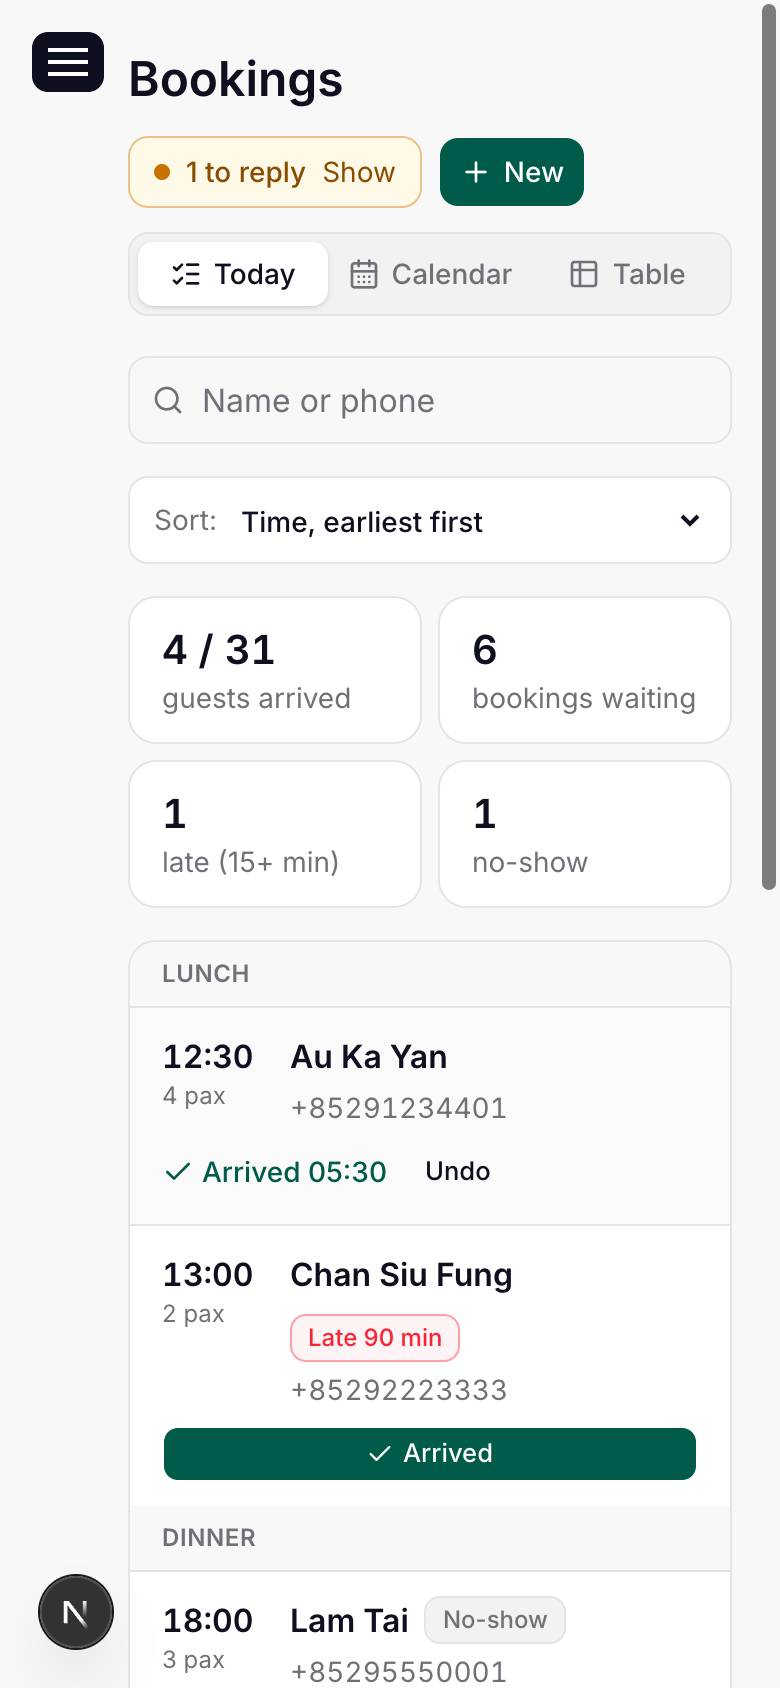 Bookings
1 to reply Show
+ New
Today Calendar Table
Name or phone
Sort: Time, earliest first
4 / 31
guests arrived
6
bookings waiting
1
late (15+ min)
1
no-show
LUNCH
12:30 Au Ka Yan
4 pax
+85291234401
Arrived 05:30 Undo
13:00 Chan Siu Fung
2 pax
Late 90 min
+85292223333
Arrived
DINNER
N
18:00 Lam Tai No-show
3 pax
+85295550001